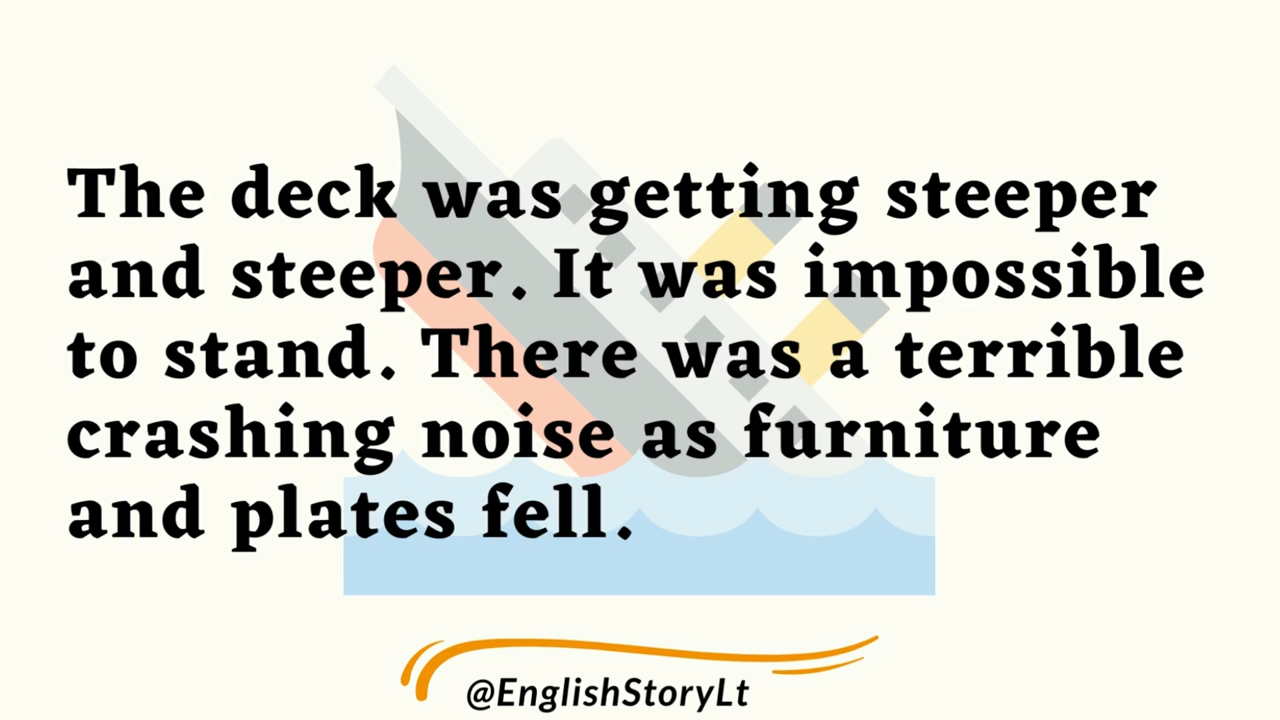 The deck was getting steeper
and steeper. It was impossible
to stand. There was a terrible
crashing noise as furniture
and plates fell.
@EnglishStoryLt